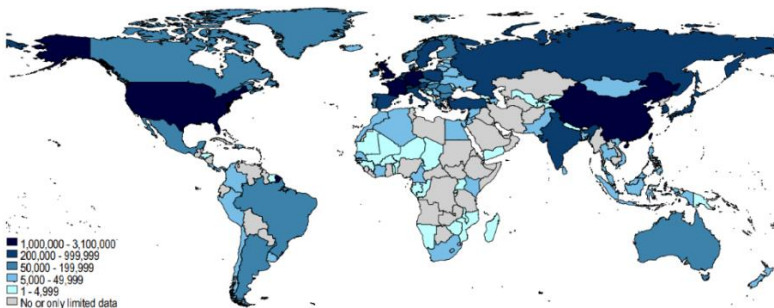 1,000,000 - 3,100,000
200,000 - 999,999
50,000 - 199,999
5,000 - 49,999
1 - 4,999
No or only limited data